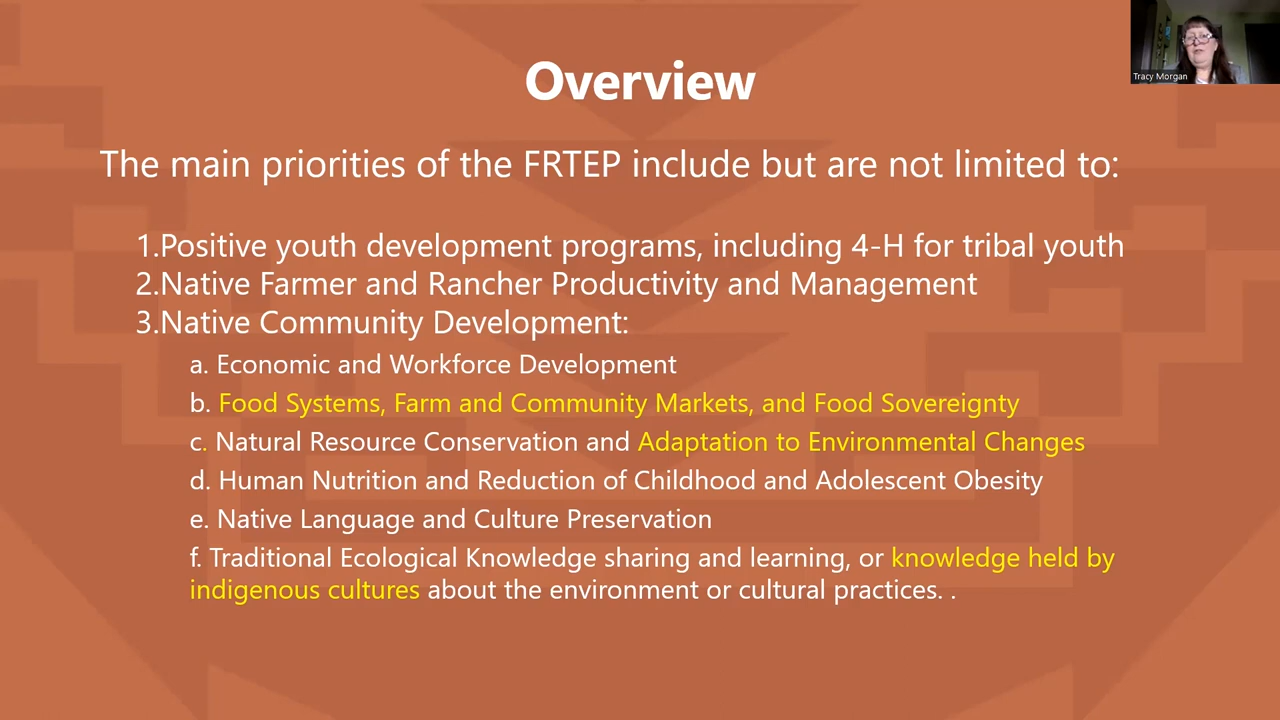 Overview
Tracy Morgan
The main priorities of the FRTEP include but are not limited to:
1.Positive youth development programs, including 4-H for tribal youth
2.Native Farmer and Rancher Productivity and Management
3.Native Community Development:
a. Economic and Workforce Development
b. Food Systems, Farm and Community Markets, and Food Sovereignty
c. Natural Resource Conservation and Adaptation to Environmental Changes
d. Human Nutrition and Reduction of Childhood and Adolescent Obesity
e. Native Language and Culture Preservation
f. Traditional Ecological Knowledge sharing and learning, or knowledge held by
indigenous cultures about the environment or cultural practices. .